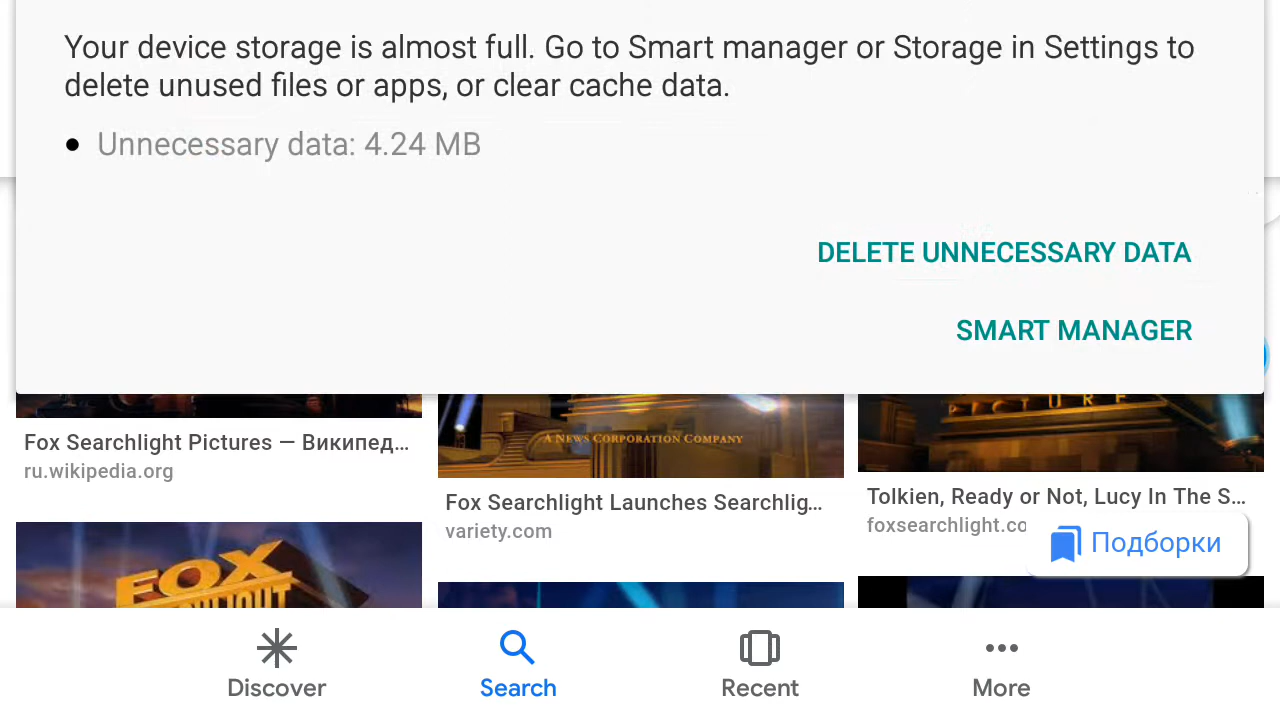 Your device storage is almost full. Go to Smart manager or Storage in Settings to
delete unused files or apps, or clear cache data.
● Unnecessary data: 4.24 MB
DELETE UNNECESSARY DATA
SMART MANAGER
A NEWS CORPORATION COMPANY
PICTURE
Fox Searchlight Pictures — Википед...
ru.wikipedia.org
Fox Searchlight Launches Searchlig...
variety.com
Tolkien, Ready or Not, Lucy In The S...
foxsearchlight.co
Подборки
FOX
Discover
Search
Recent
More